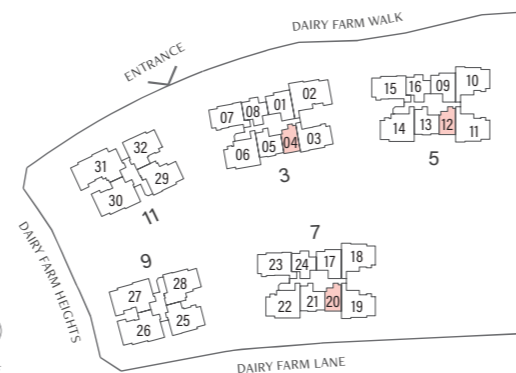 DAIRY FARM WALK
ENTRANCE
07 08 01 02
06 05 04 03
3
15 16 09 10
14 13 12 11
5
31 32
30 29
11
9
27 28
26 25
7
23 24 17 18
22 21 20 19
DAIRY FARM HEIGHTS
DAIRY FARM LANE